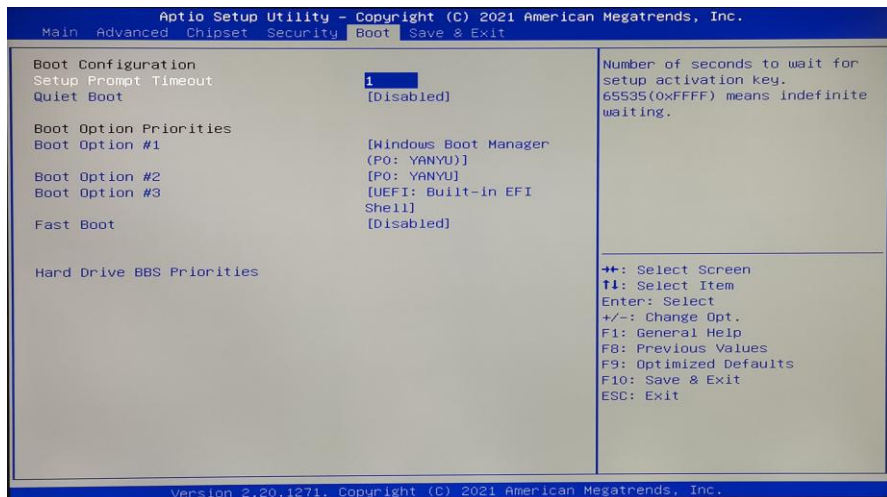 Aptio Setup Utility – Copyright (C) 2021 American Megatrends, Inc.
Main Advanced Chipset Security Boot Save & Exit
Boot Configuration
Setup Prompt Timeout 1
Quiet Boot [Disabled]
Boot Option Priorities
Boot Option #1 [Windows Boot Manager
(P0: YANYU)]
Boot Option #2 [P0: YANYU]
Boot Option #3 [UEFI: Built-in EFI
Shell]
Fast Boot [Disabled]
Hard Drive BBS Priorities
Number of seconds to wait for
setup activation key.
65535(0xFFFF) means indefinite
waiting.
→←: Select Screen
↑↓: Select Item
Enter: Select
+/-: Change Opt.
F1: General Help
F8: Previous Values
F9: Optimized Defaults
F10: Save & Exit
ESC: Exit
Version 2.20.1271. Copyright (C) 2021 American Megatrends, Inc.